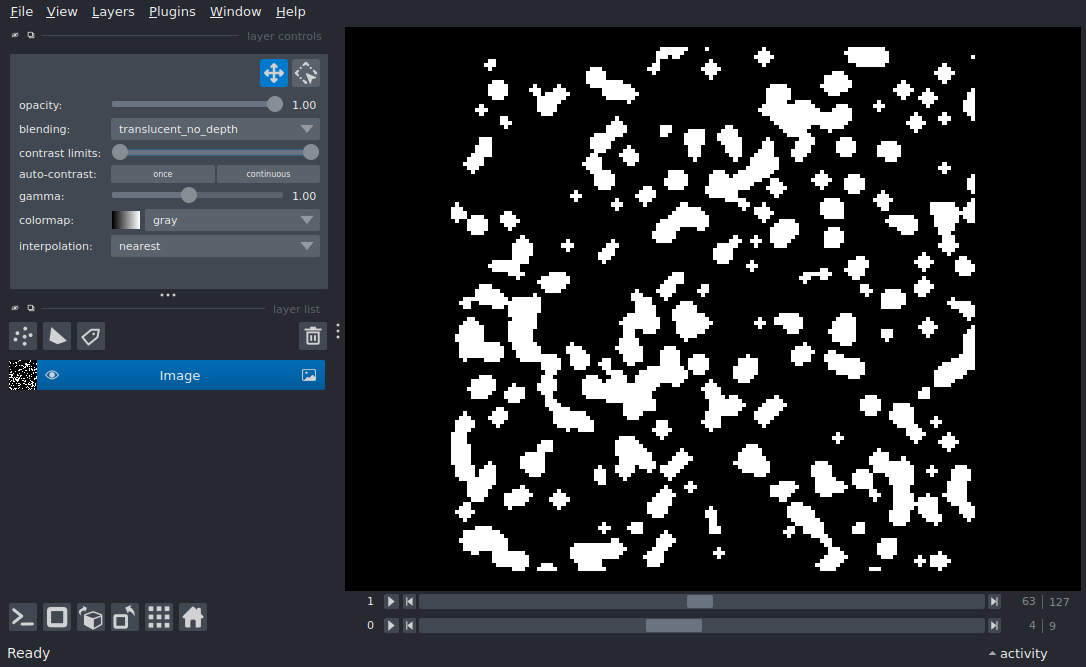 File View Layers Plugins Window Help
layer controls
opacity: 1.00
blending: translucent_no_depth
contrast limits:
auto-contrast: once continuous
gamma: 1.00
colormap: gray
interpolation: nearest
layer list
Image
1 63 127
0 4 9
Ready activity